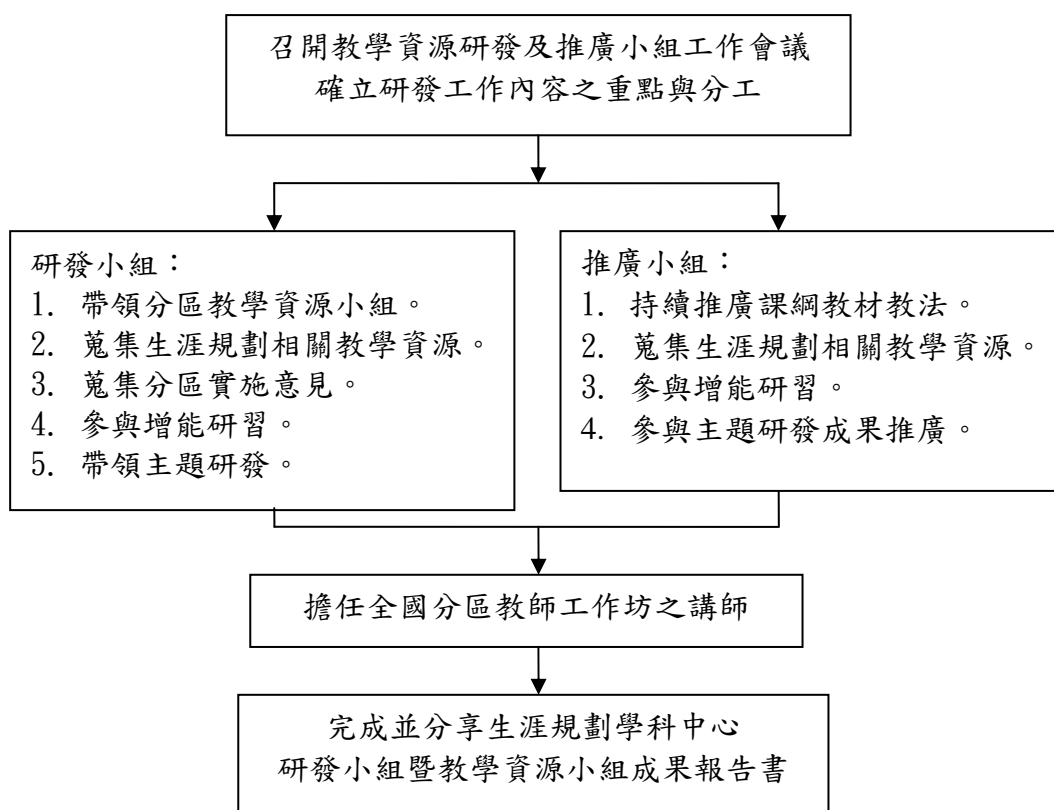 召開教學資源研發及推廣小組工作會議
確立研發工作內容之重點與分工
研發小組：
1. 帶領分區教學資源小組。
2. 蒐集生涯規劃相關教學資源。
3. 蒐集分區實施意見。
4. 參與增能研習。
5. 帶領主題研發。
推廣小組：
1. 持續推廣課綱教材教法。
2. 蒐集生涯規劃相關教學資源。
3. 參與增能研習。
4. 參與主題研發成果推廣。
擔任全國分區教師工作坊之講師
完成並分享生涯規劃學科中心
研發小組暨教學資源小組成果報告書